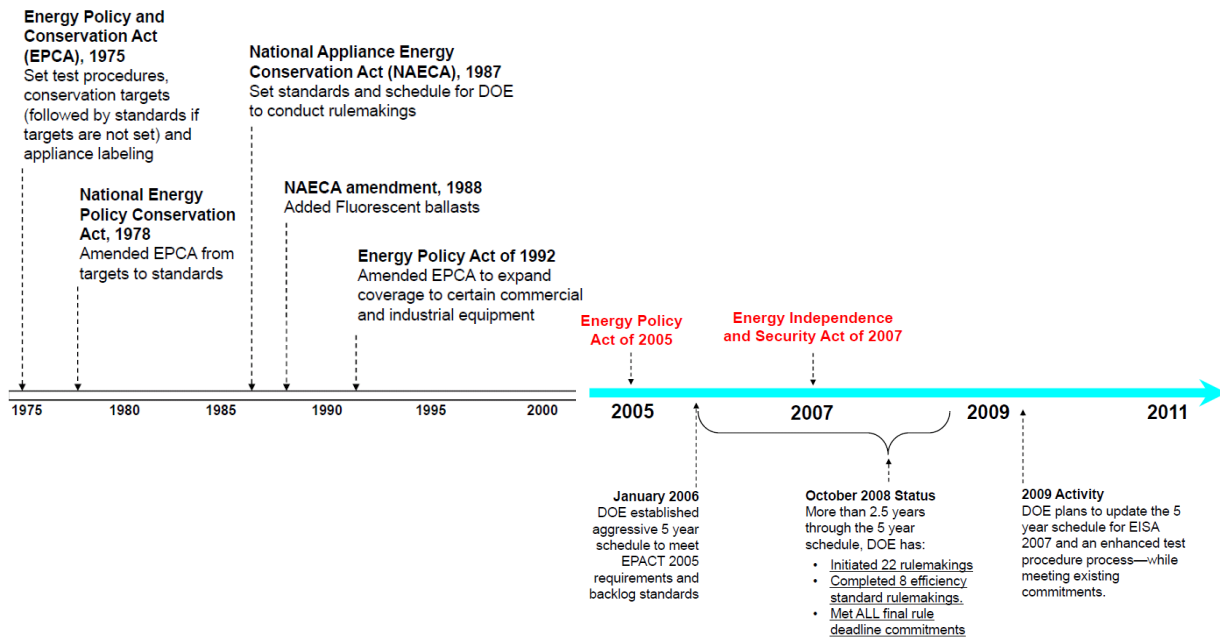 Energy Policy and
Conservation Act
(EPCA), 1975
Set test procedures,
conservation targets
(followed by standards if
targets are not set) and
appliance labeling
National Energy
Policy Conservation
Act, 1978
Amended EPCA from
targets to standards
National Appliance Energy
Conservation Act (NAECA), 1987
Set standards and schedule for DOE
to conduct rulemakings
NAECA amendment, 1988
Added Fluorescent ballasts
Energy Policy Act of 1992
Amended EPCA to expand
coverage to certain commercial
and industrial equipment
Energy Policy
Act of 2005
Energy Independence
and Security Act of 2007
1975 1980 1985 1990 1995 2000
2005 2007 2009 2011
January 2006
DOE established
aggressive 5 year
schedule to meet
EPACT 2005
requirements and
backlog standards
October 2008 Status
More than 2.5 years
through the 5 year
schedule, DOE has:
• Initiated 22 rulemakings
• Completed 8 efficiency
standard rulemakings.
• Met ALL final rule
deadline commitments
2009 Activity
DOE plans to update the 5
year schedule for EISA
2007 and an enhanced test
procedure process—while
meeting existing
commitments.